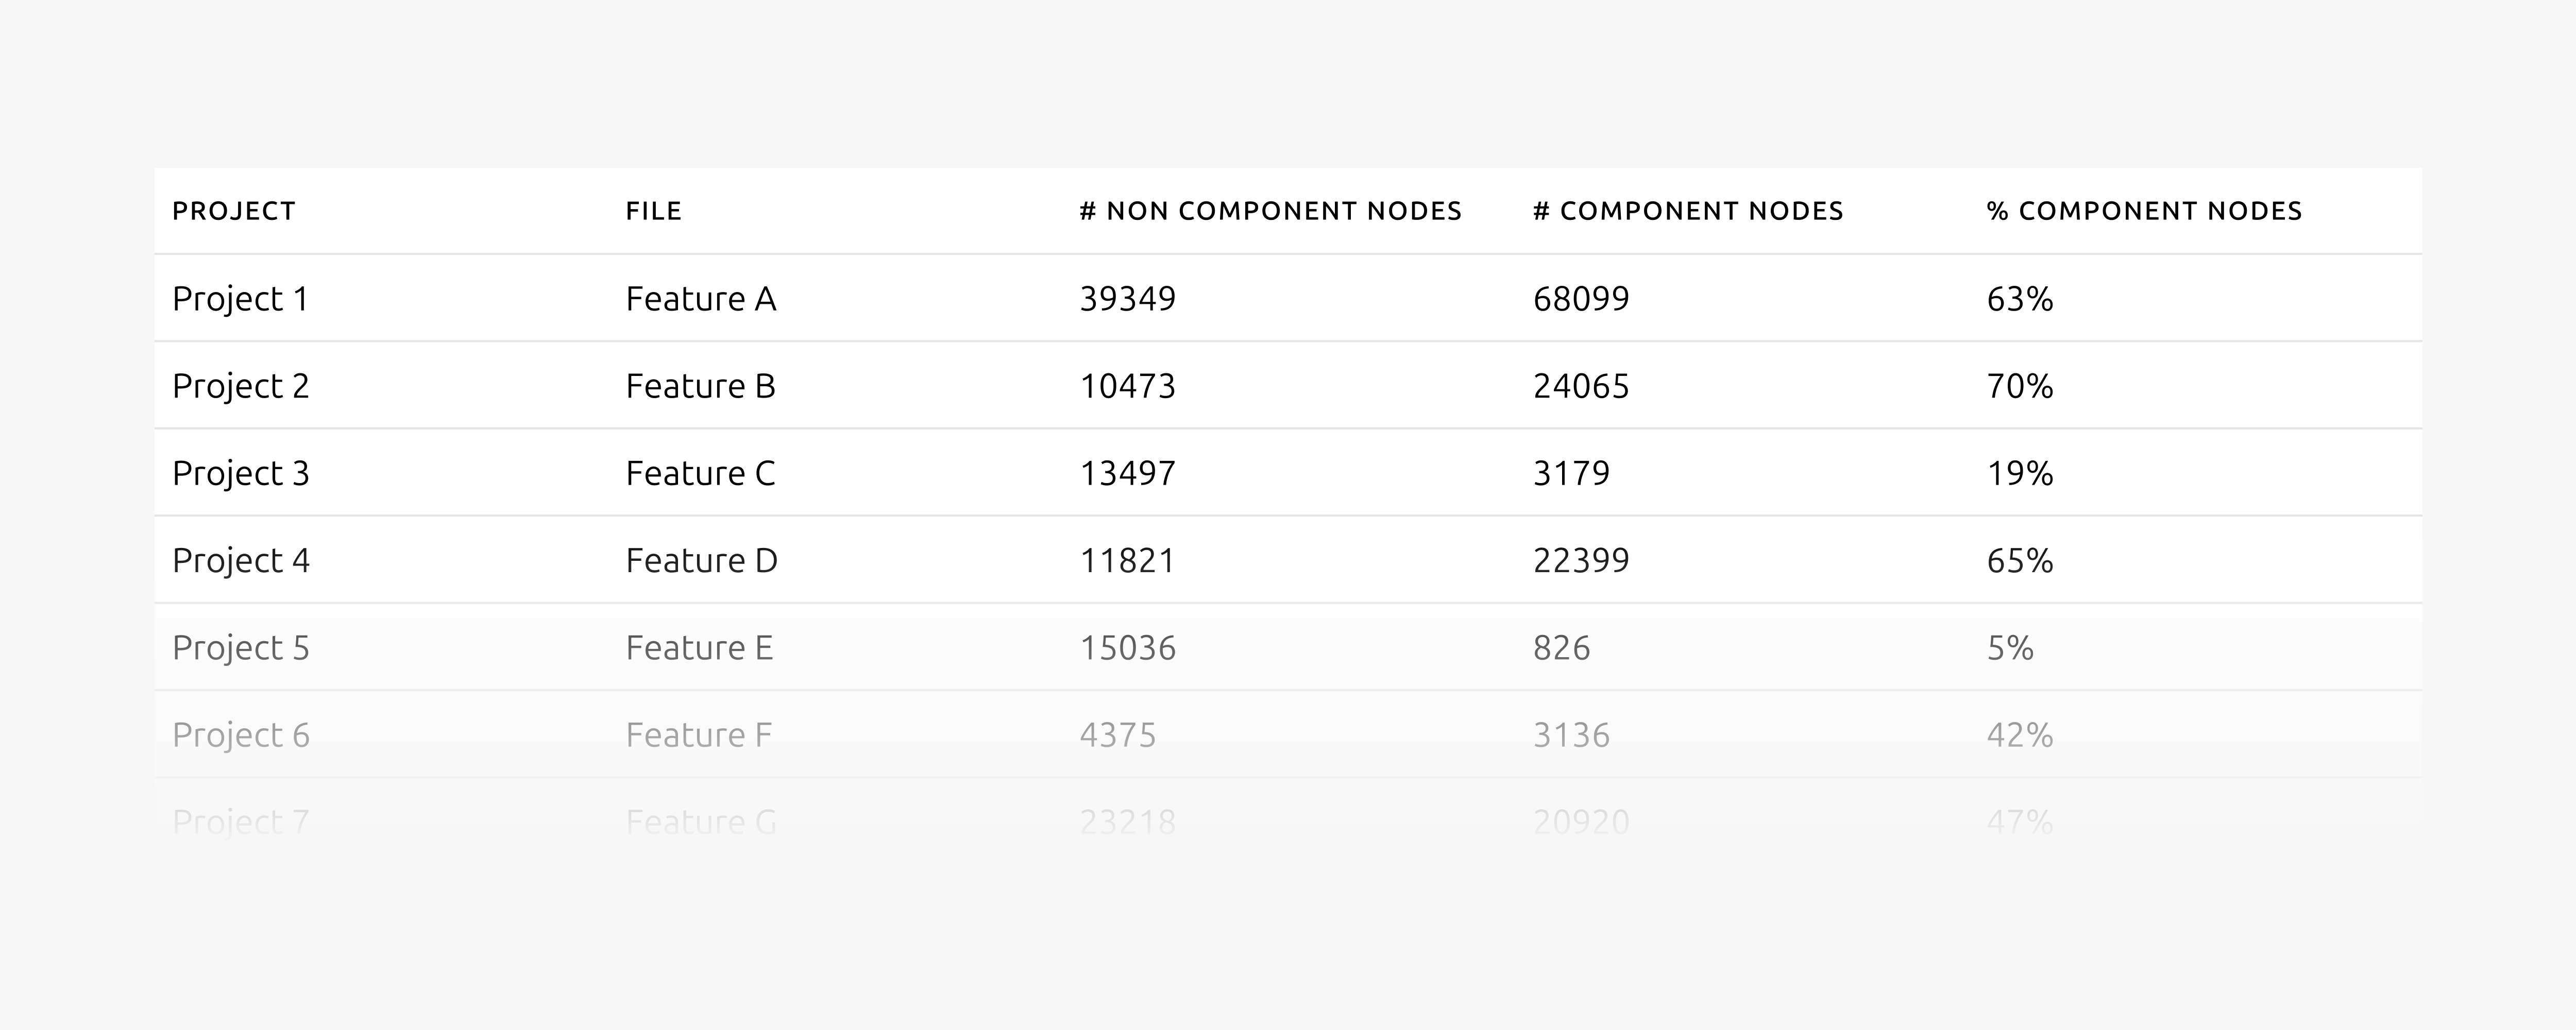 PROJECT FILE # NON COMPONENT NODES # COMPONENT NODES % COMPONENT NODES
Project 1 Feature A 39349 68099 63%
Project 2 Feature B 10473 24065 70%
Project 3 Feature C 13497 3179 19%
Project 4 Feature D 11821 22399 65%
Project 5 Feature E 15036 826 5%
Project 6 Feature F 4375 3136 42%
Project 7 Feature G 23218 20920 47%